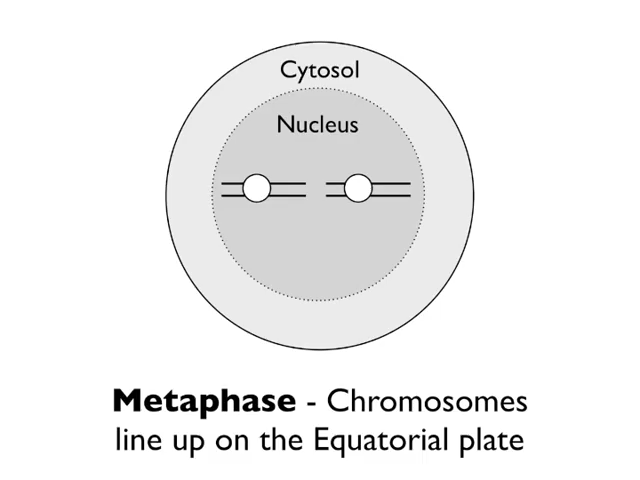 Cytosol
Nucleus
Metaphase - Chromosomes
line up on the Equatorial plate